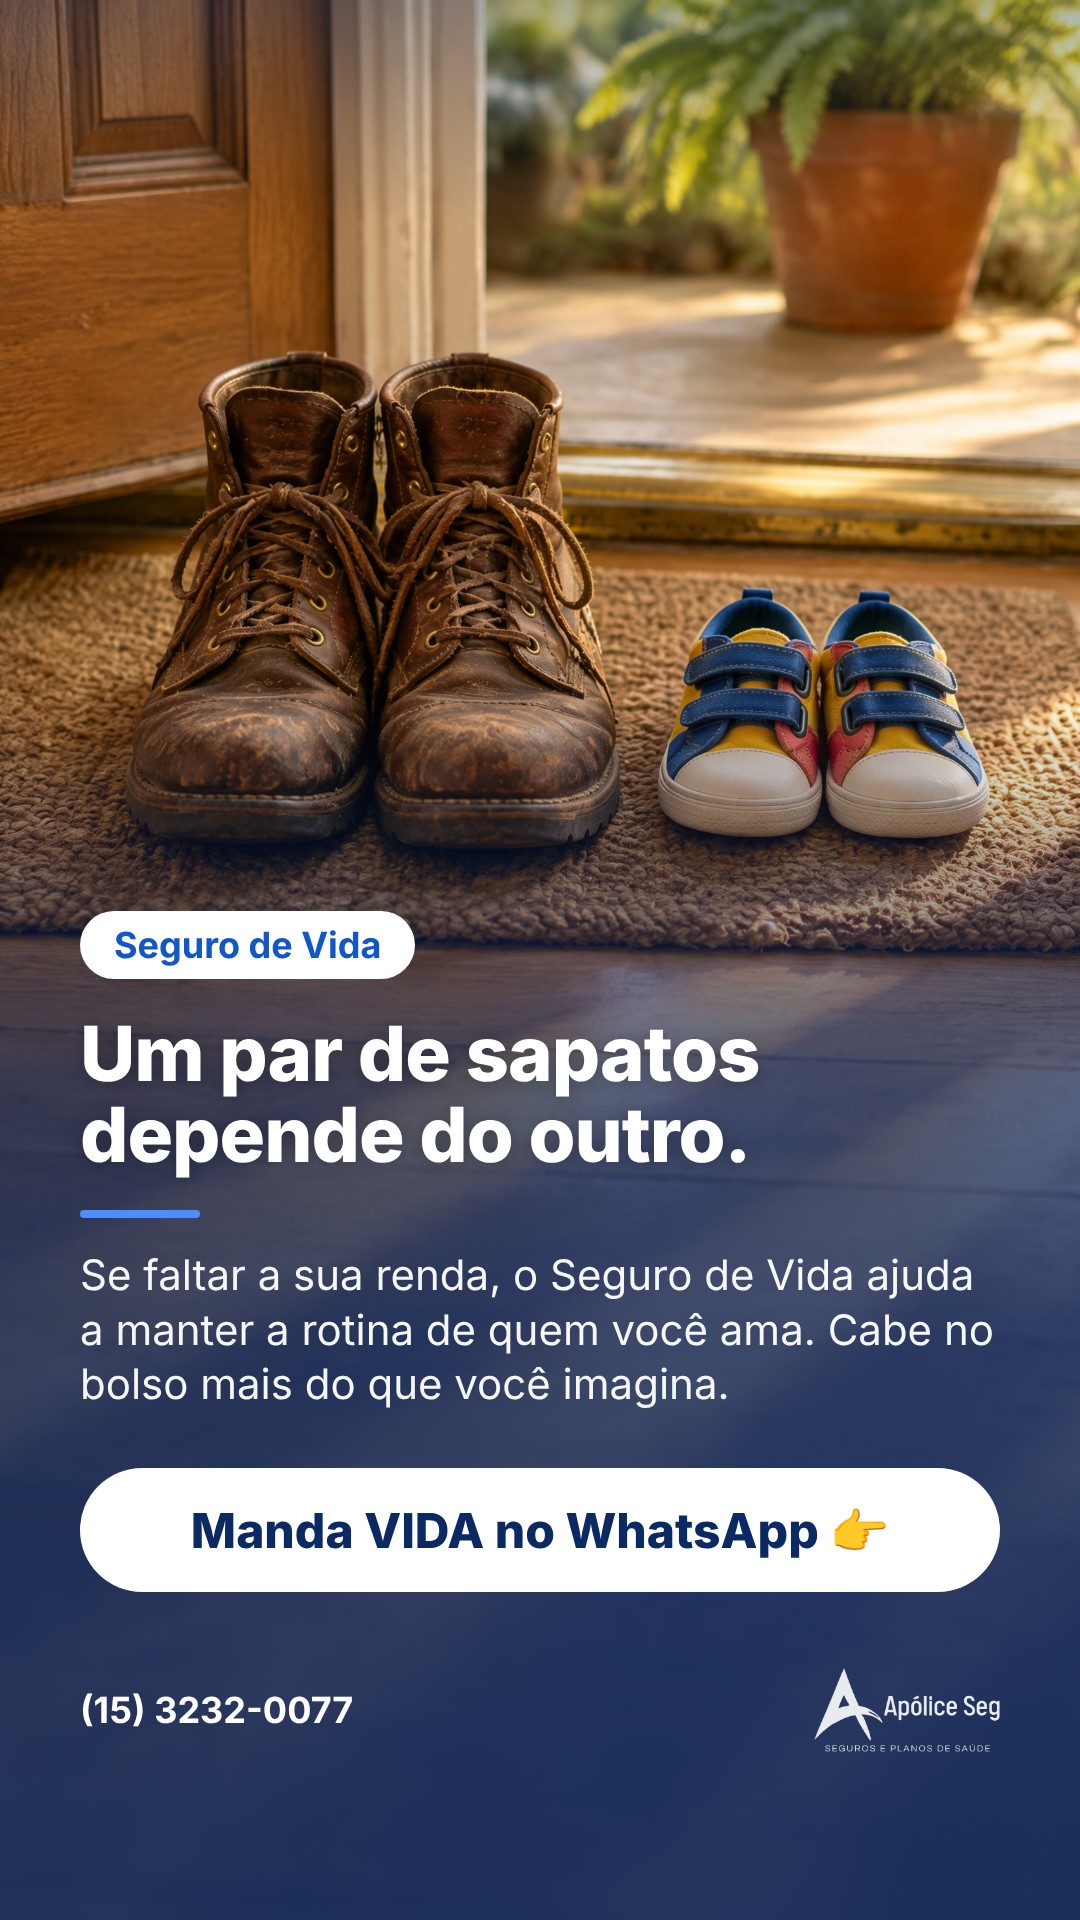 Seguro de Vida
Um par de sapatos
depende do outro.
Se faltar a sua renda, o Seguro de Vida ajuda
a manter a rotina de quem você ama. Cabe no
bolso mais do que você imagina.
Manda VIDA no WhatsApp 👉
(15) 3232-0077
Apólice Seg
SEGUROS E PLANOS DE SAÚDE